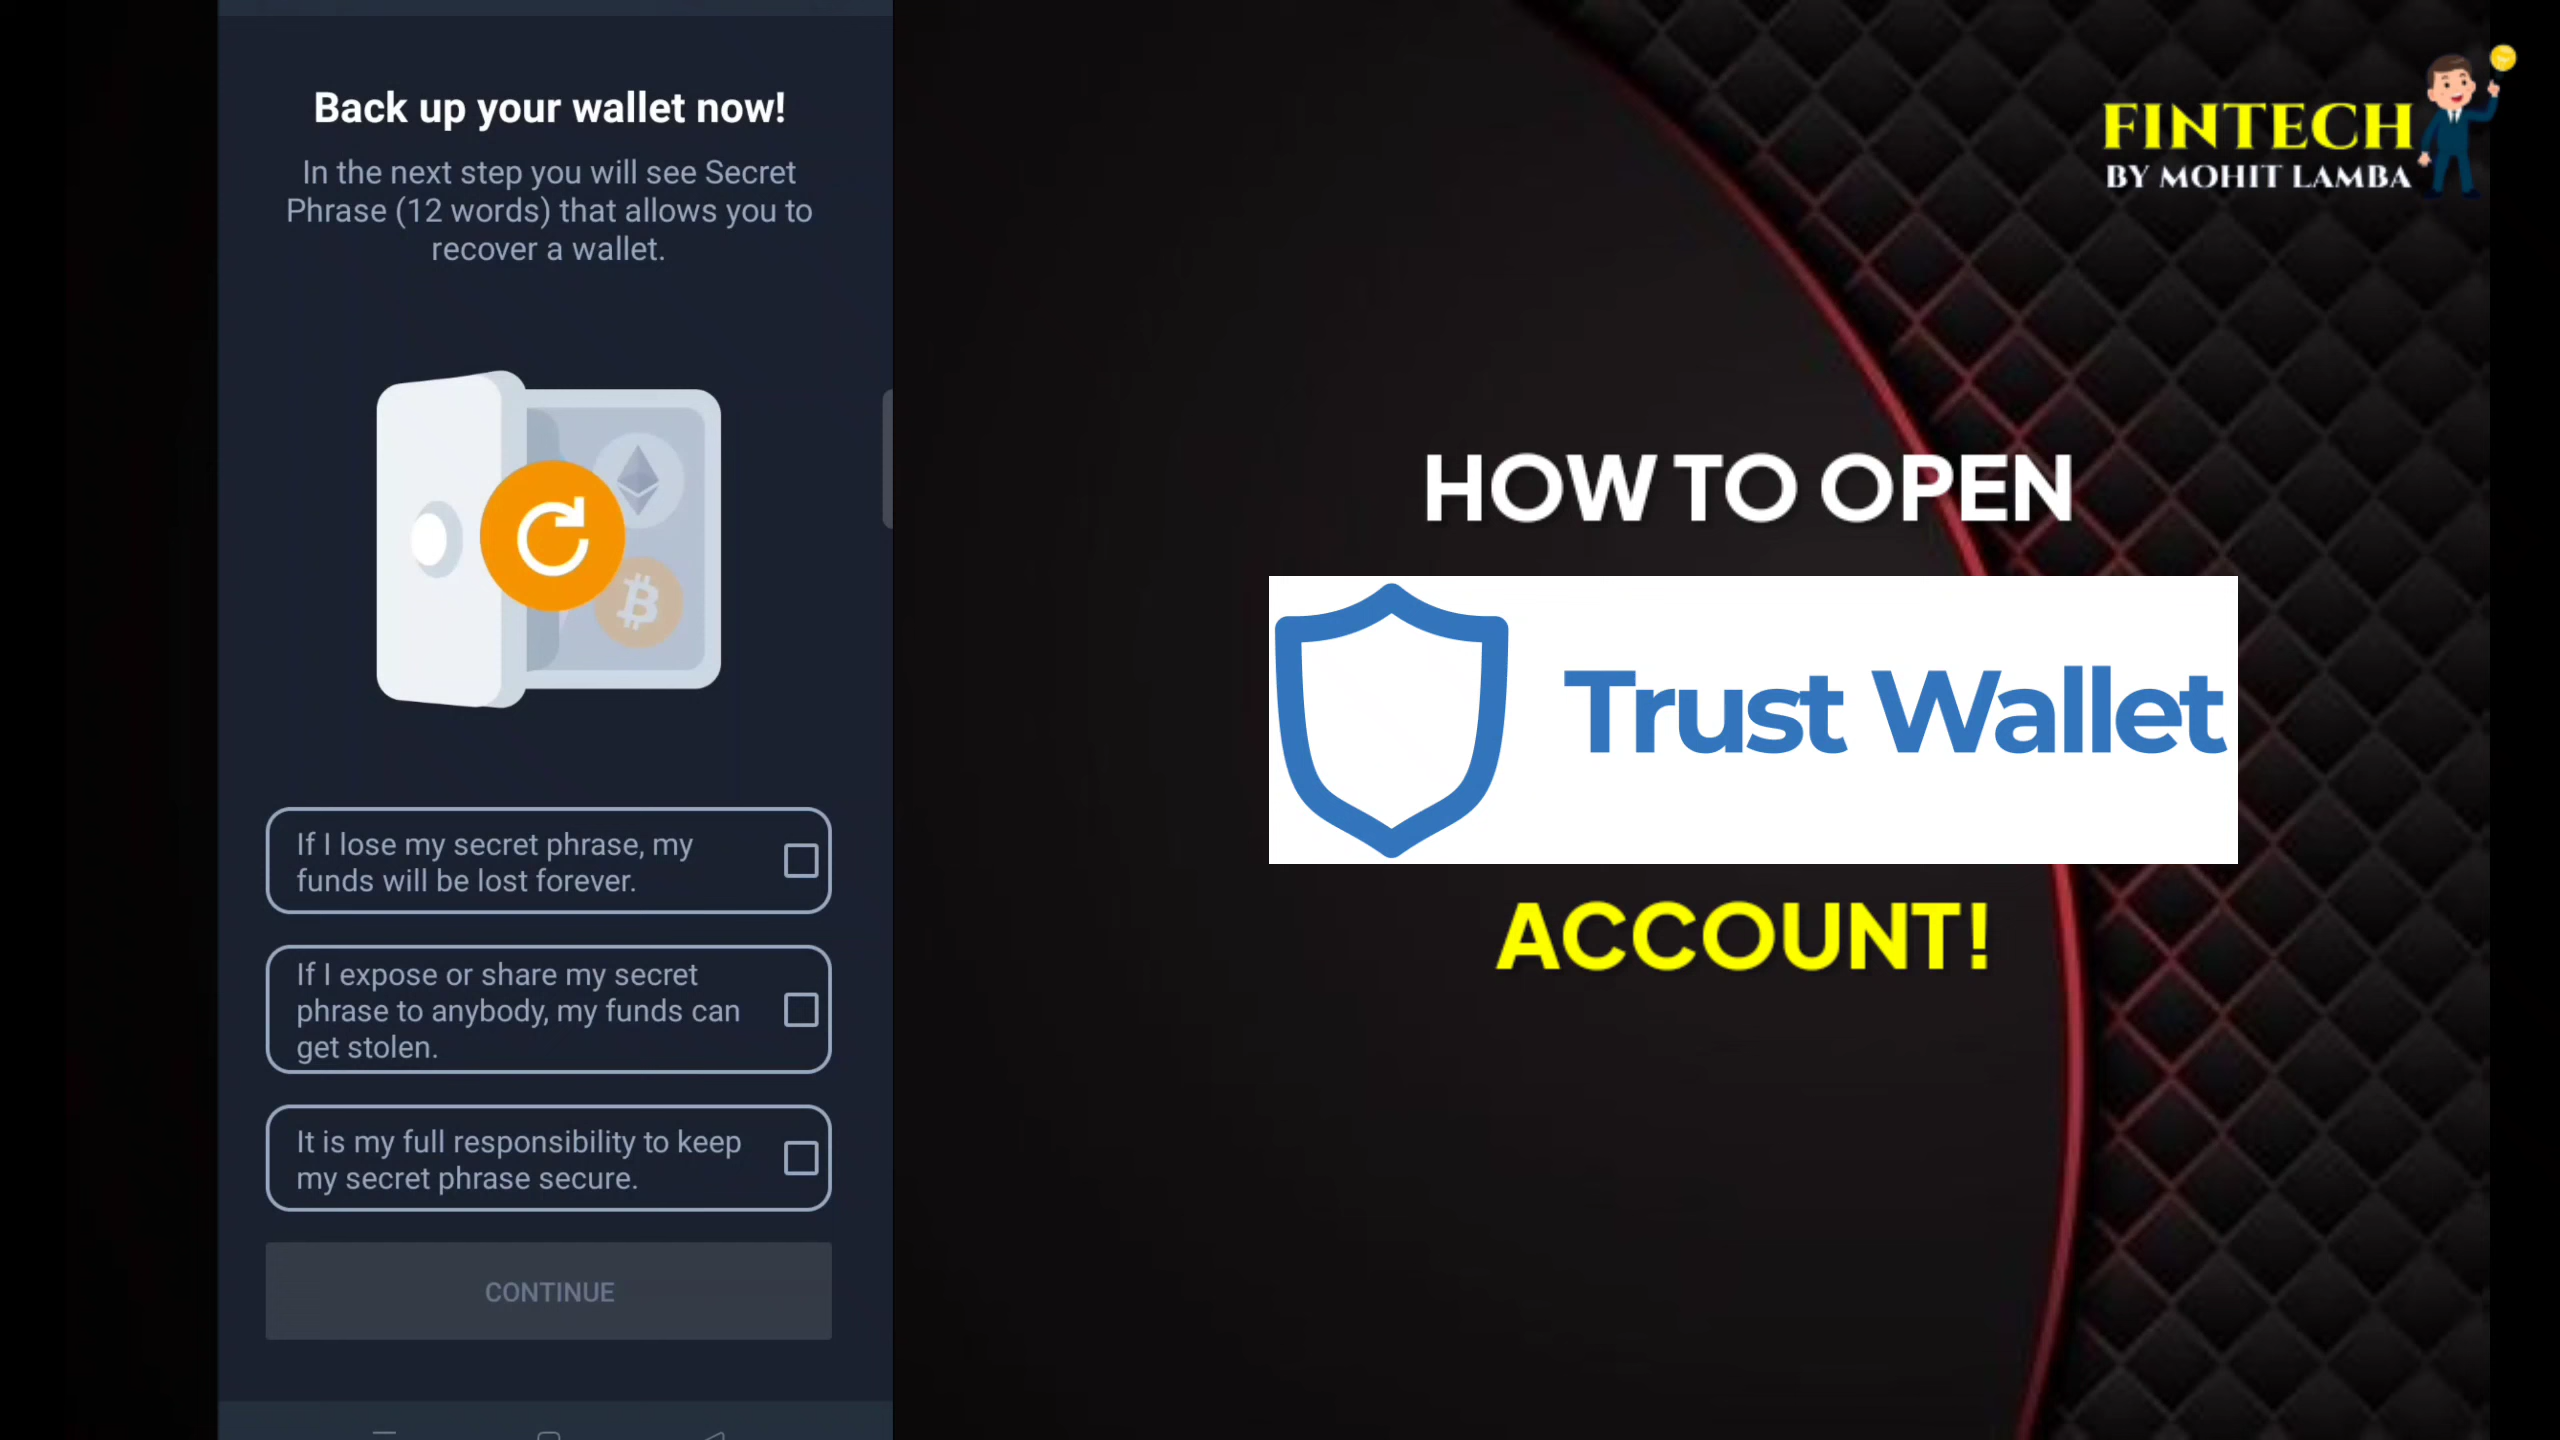 Back up your wallet now!
In the next step you will see Secret
Phrase (12 words) that allows you to
recover a wallet.
If I lose my secret phrase, my
funds will be lost forever.
If I expose or share my secret
phrase to anybody, my funds can
get stolen.
It is my full responsibility to keep
my secret phrase secure.
CONTINUE
FINTECH
BY MOHIT LAMBA
HOW TO OPEN
Trust Wallet
ACCOUNT!